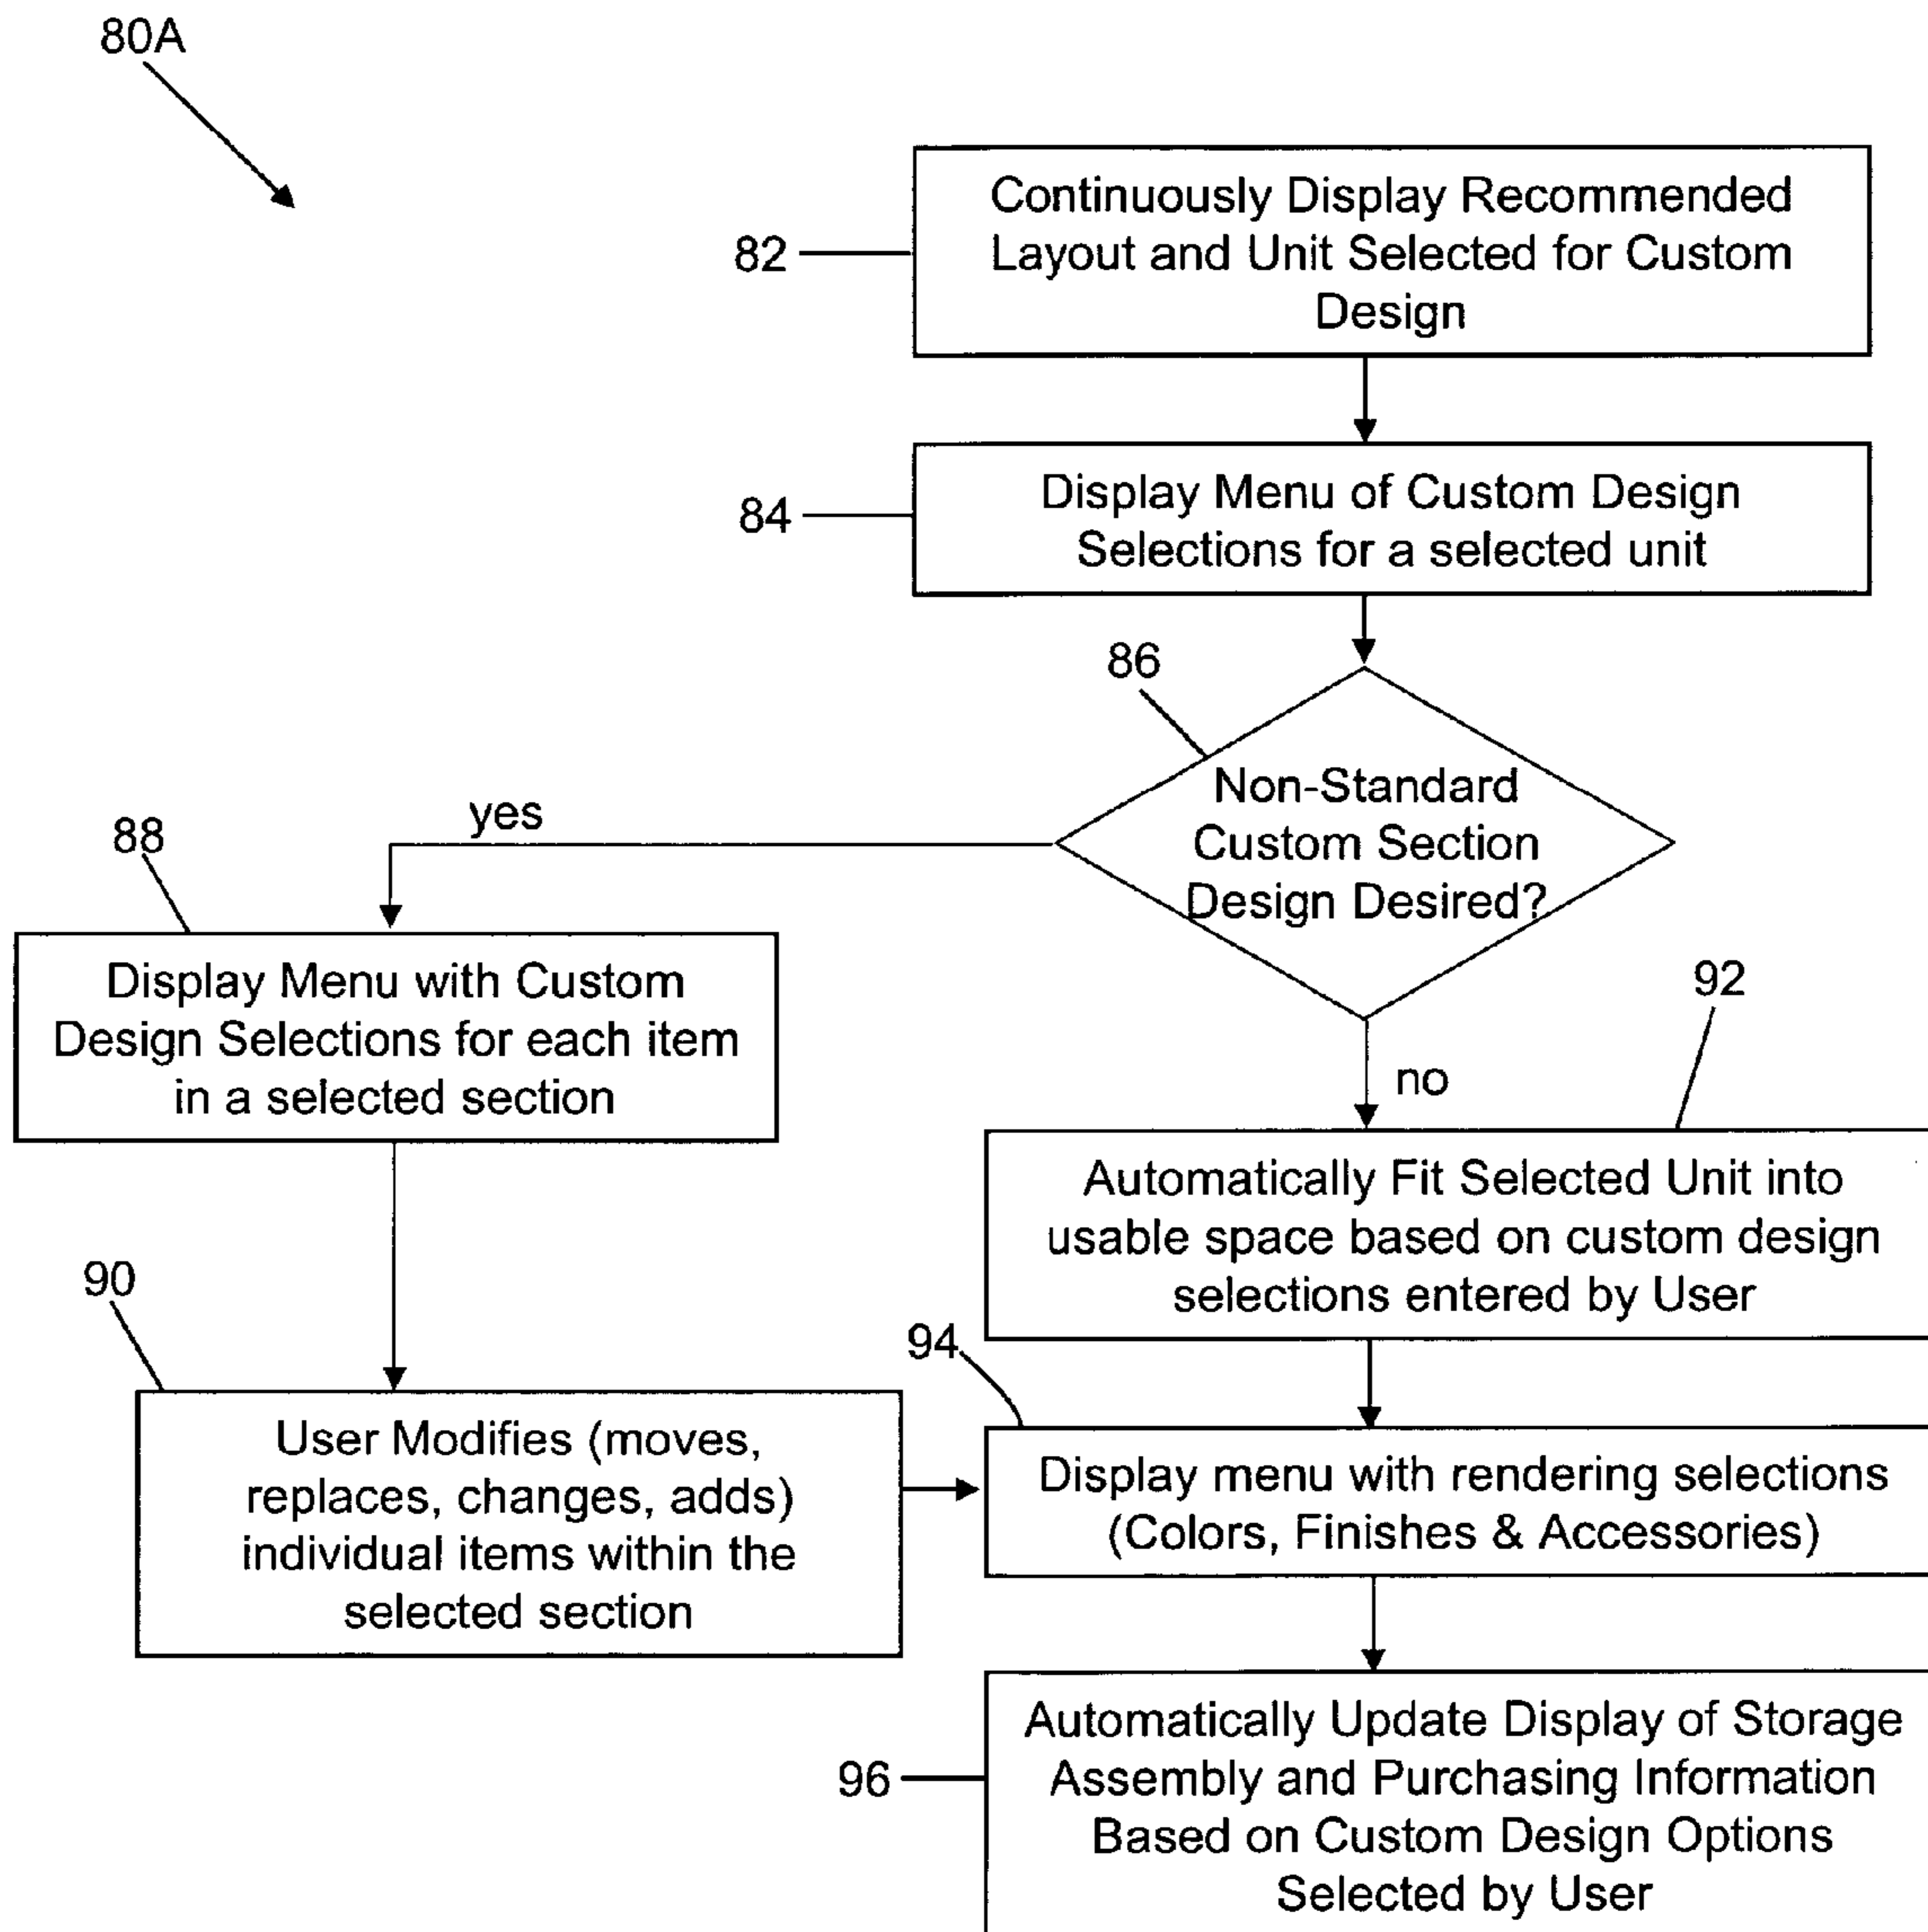 80A
82
Continuously Display Recommended
Layout and Unit Selected for Custom
Design
84
Display Menu of Custom Design
Selections for a selected unit
86
Non-Standard
Custom Section
Design Desired?
yes
88
Display Menu with Custom
Design Selections for each item
in a selected section
no
92
Automatically Fit Selected Unit into
usable space based on custom design
selections entered by User
90
User Modifies (moves,
replaces, changes, adds)
individual items within the
selected section
94
Display menu with rendering selections
(Colors, Finishes & Accessories)
96
Automatically Update Display of Storage
Assembly and Purchasing Information
Based on Custom Design Options
Selected by User